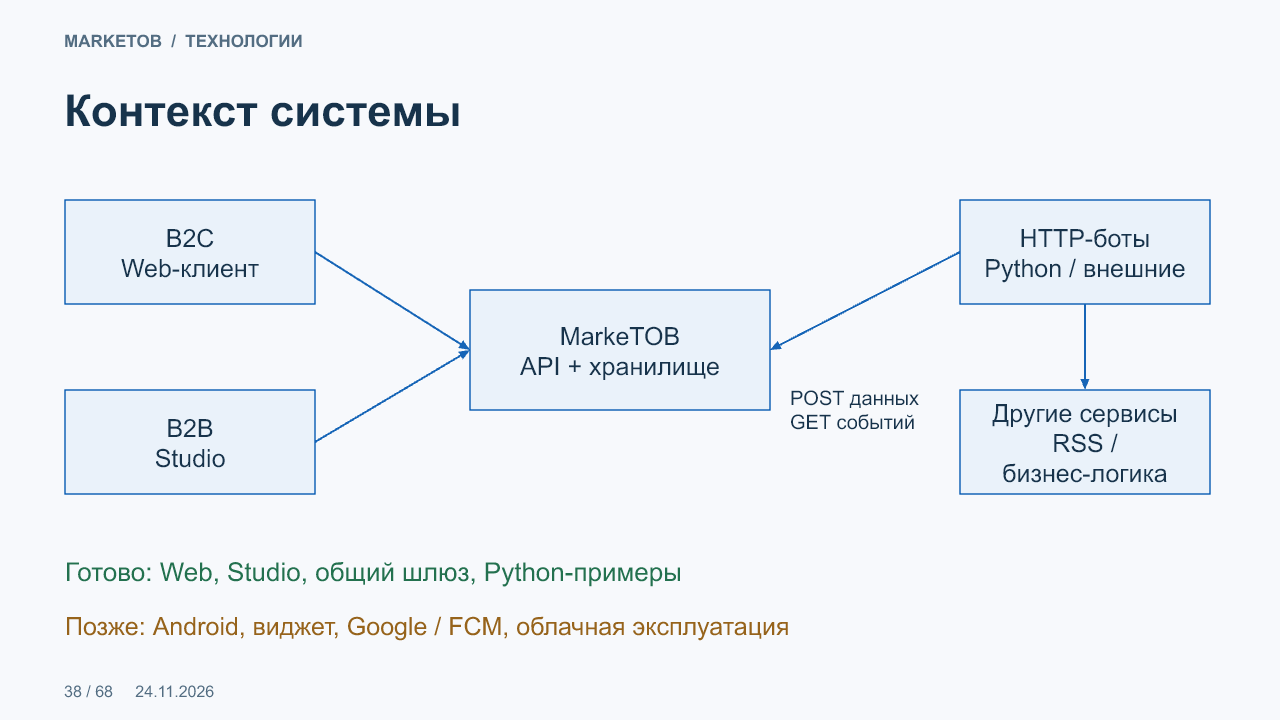 MARKETOB / ТЕХНОЛОГИИ
Контекст системы
B2C
Web-клиент
B2B
Studio
MarkeTOB
API + хранилище
POST данных
GET событий
HTTP-боты
Python / внешние
Другие сервисы
RSS /
бизнес-логика
Готово: Web, Studio, общий шлюз, Python-примеры
Позже: Android, виджет, Google / FCM, облачная эксплуатация
38 / 68 24.11.2026